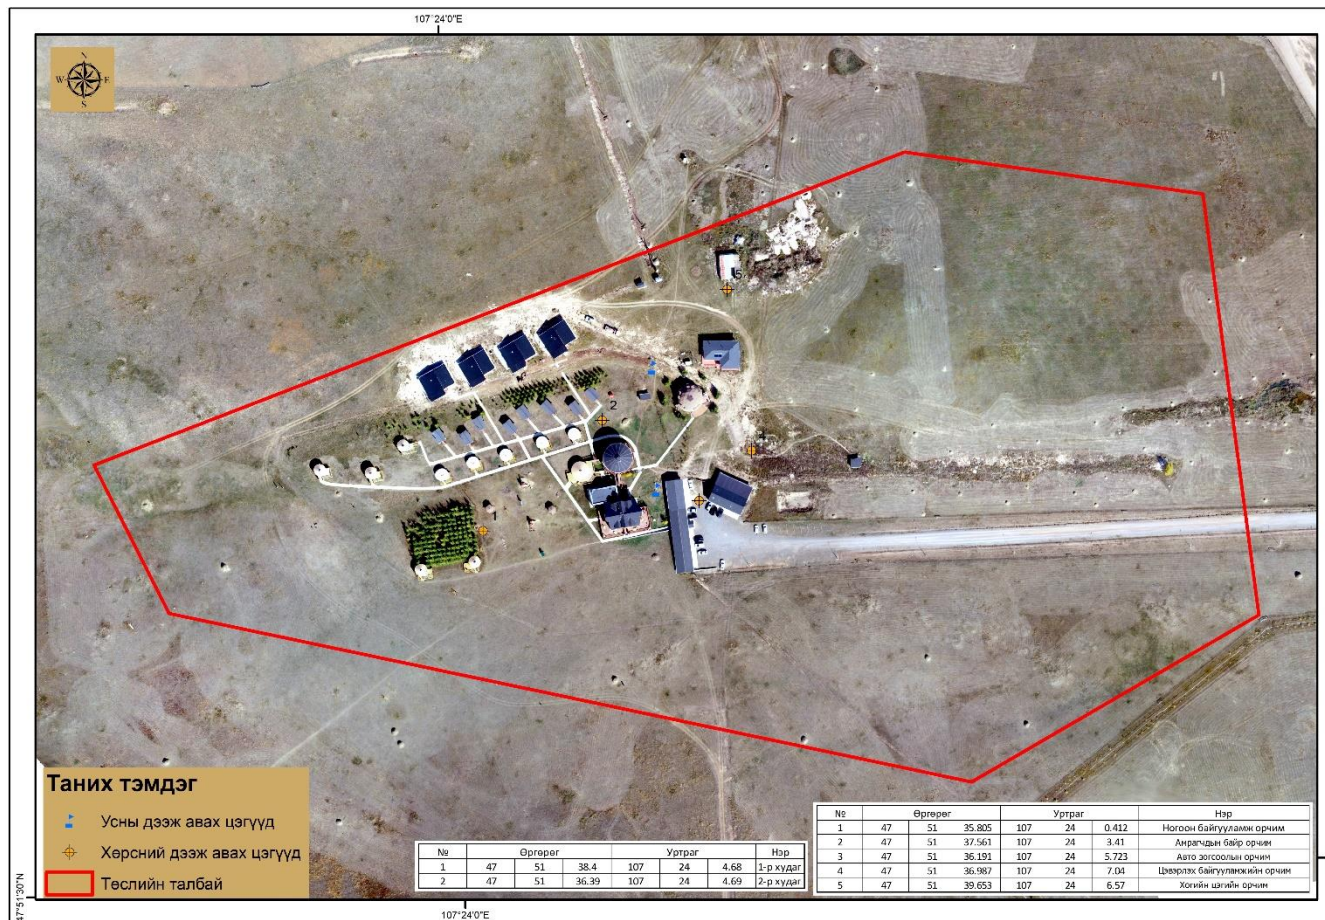 107°24'0"E
N
W E
S
5
2
Таних тэмдэг
Усны дээж авах цэгүүд
Хөрсний дээж авах цэгүүд
Төслийн талбай
№ Өргөрөг Уртраг Нэр
1 47 51 38.4 107 24 4.68 1-р худаг
2 47 51 36.39 107 24 4.69 2-р худаг
№ Өргөрөг Уртраг Нэр
1 47 51 35.805 107 24 0.412 Ногоон байгууламж орчим
2 47 51 37.561 107 24 3.41 Амрагчдын байр орчим
3 47 51 36.191 107 24 5.723 Авто зогсоолын орчим
4 47 51 36.987 107 24 7.04 Цэвэрлэх байгууламжийн орчим
5 47 51 39.653 107 24 6.57 Хогийн цэгийн орчим
47°51'30"N
107°24'0"E